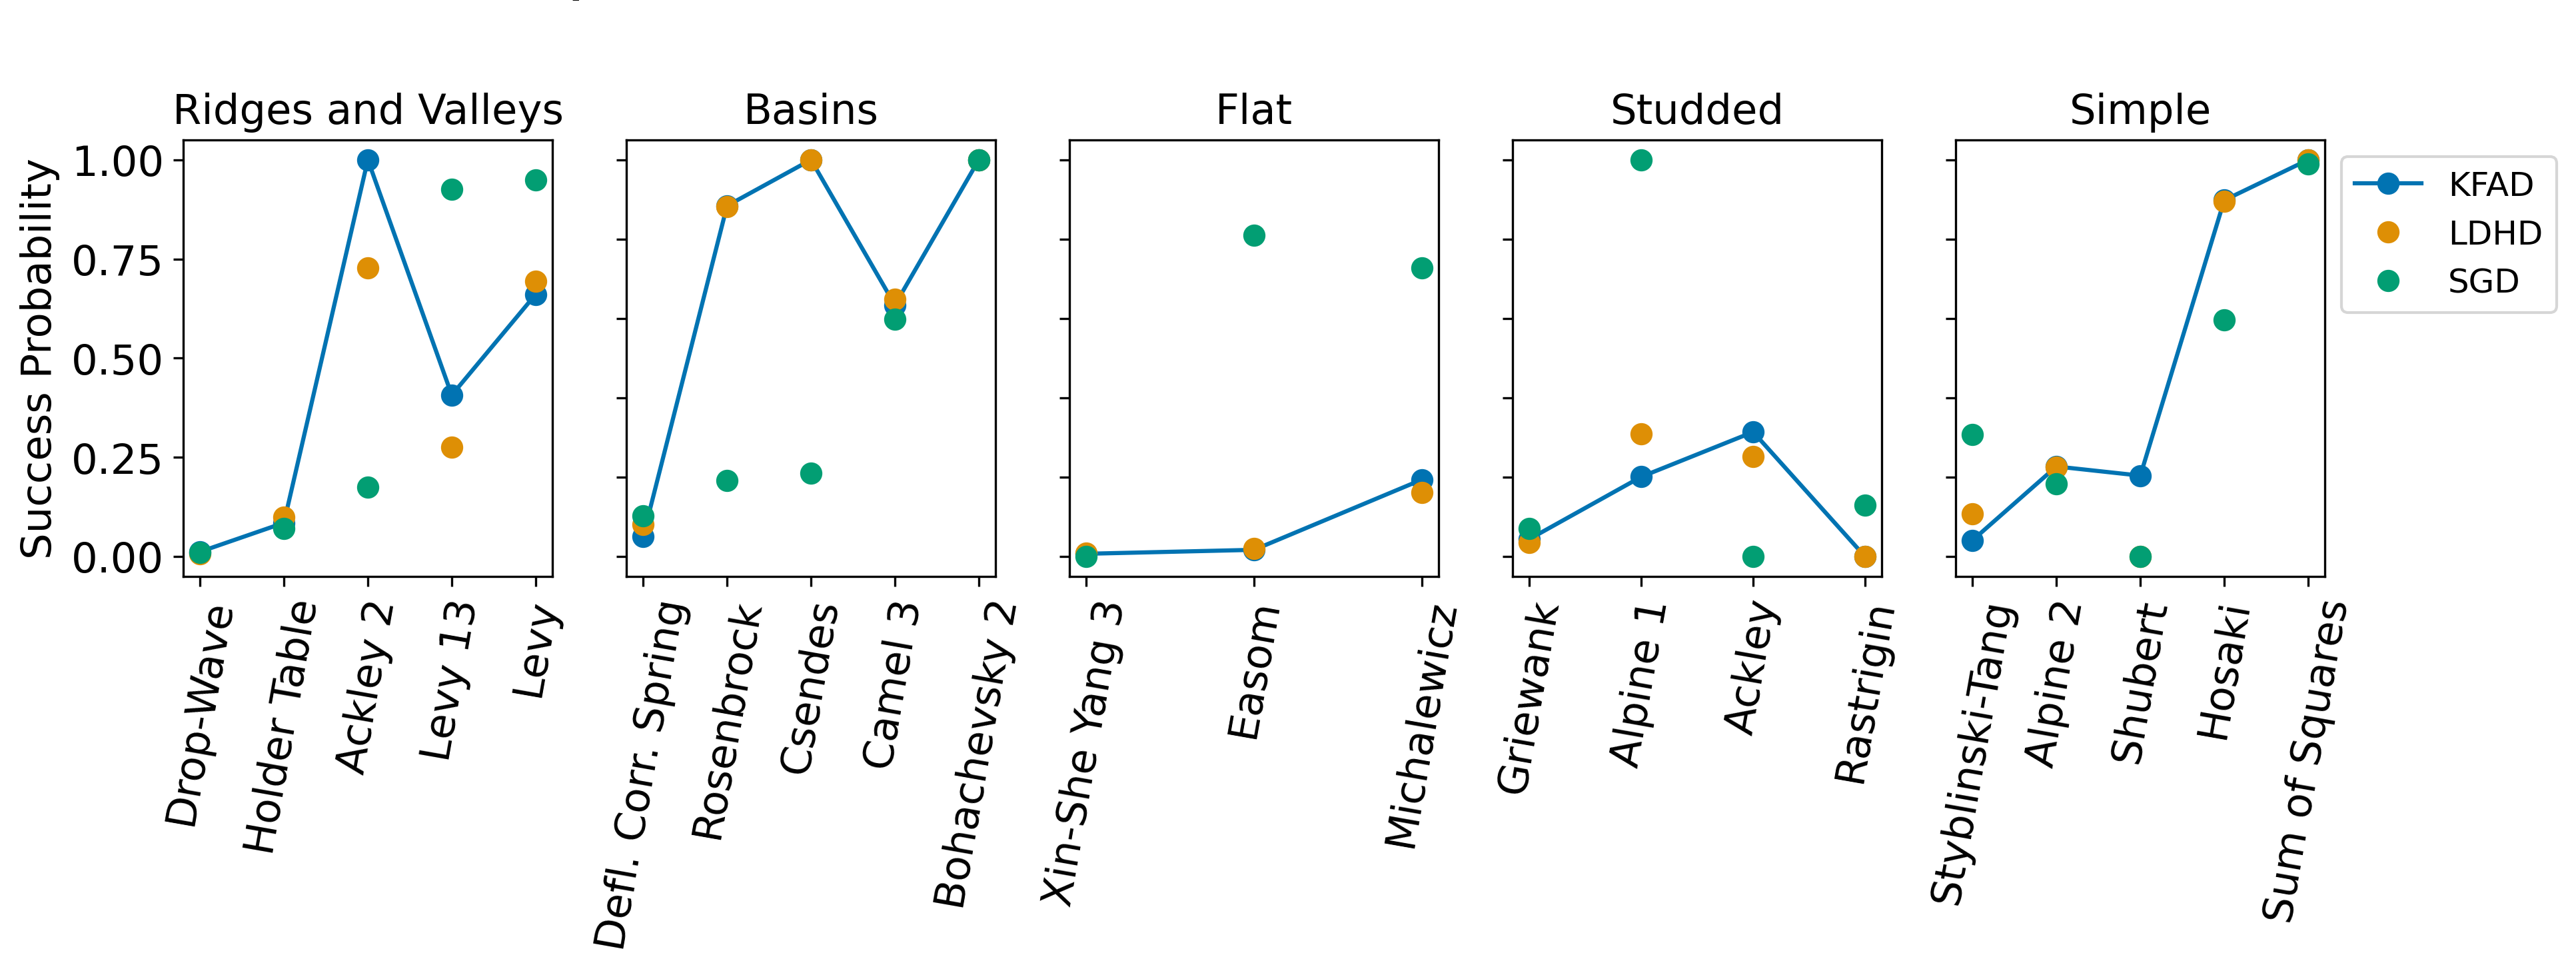 Ridges and Valleys
Basins
Flat
Studded
Simple
Success Probability
1.00
0.75
0.50
0.25
0.00
KFAD
LDHD
SGD
Drop-Wave
Holder Table
Ackley 2
Levy 13
Levy
Defl. Corr. Spring
Rosenbrock
Csendes
Camel 3
Bohachevsky 2
Xin-She Yang 3
Easom
Michalewicz
Griewank
Alpine 1
Ackley
Rastrigin
Styblinski-Tang
Alpine 2
Shubert
Hosaki
Sum of Squares